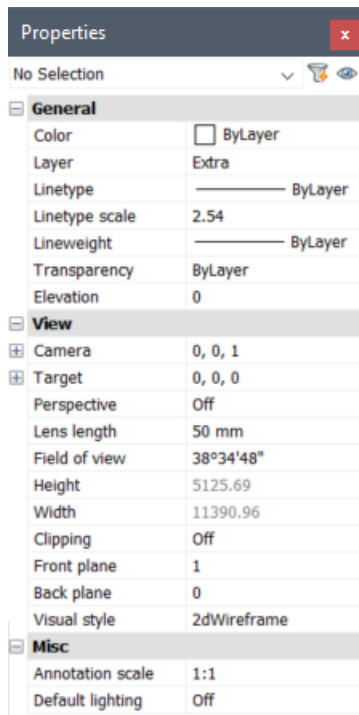 Properties
x
No Selection
General
Color ByLayer
Layer Extra
Linetype ByLayer
Linetype scale 2.54
Lineweight ByLayer
Transparency ByLayer
Elevation 0
View
Camera 0, 0, 1
Target 0, 0, 0
Perspective Off
Lens length 50 mm
Field of view 38°34'48"
Height 5125.69
Width 11390.96
Clipping Off
Front plane 1
Back plane 0
Visual style 2dWireframe
Misc
Annotation scale 1:1
Default lighting Off